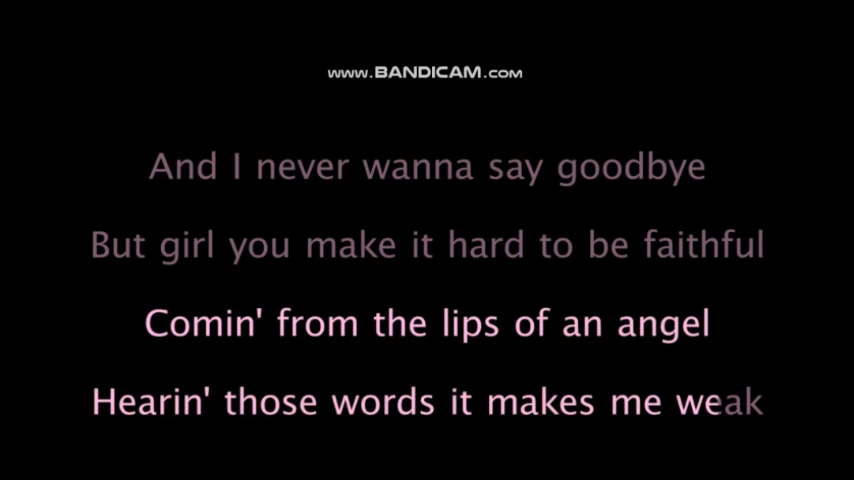 www.BANDICAM.com
And I never wanna say goodbye
But girl you make it hard to be faithful
Comin' from the lips of an angel
Hearin' those words it makes me weak